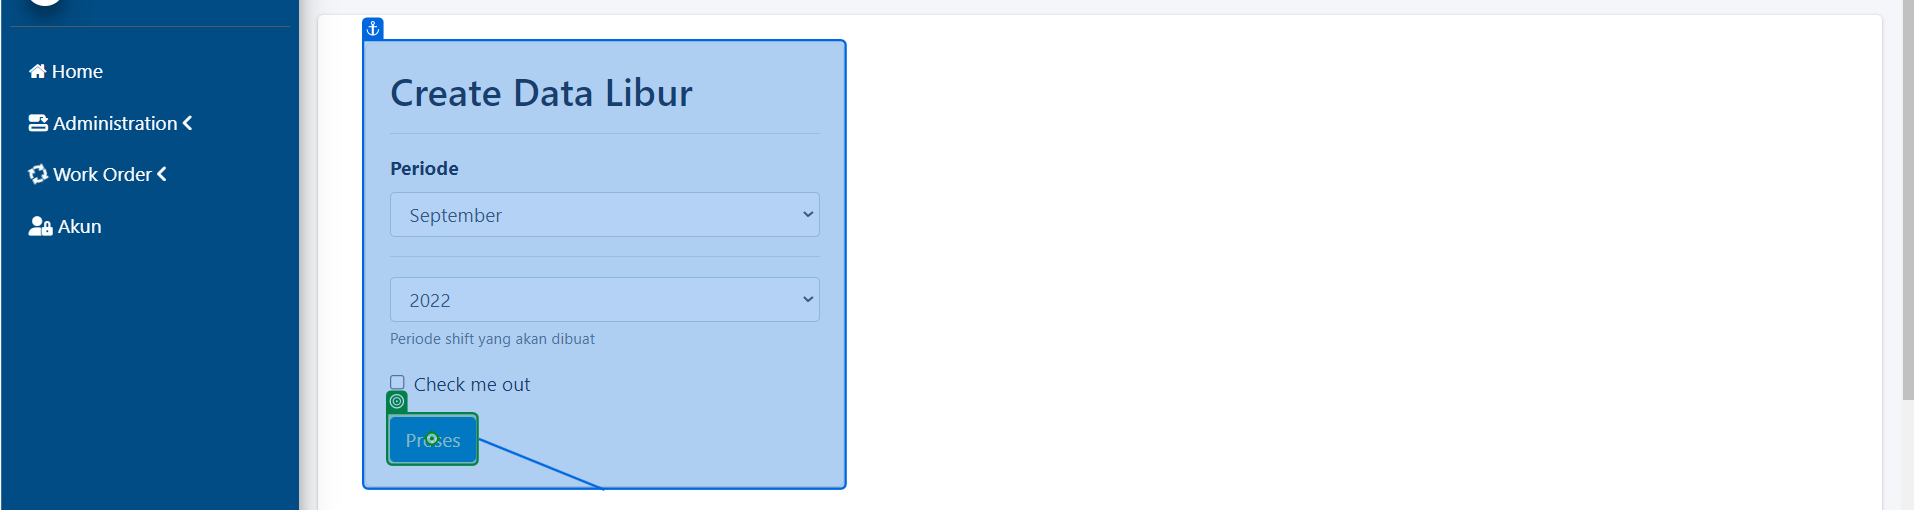 Home
Administration
Work Order
Akun
Create Data Libur
Periode
September
2022
Periode shift yang akan dibuat
Check me out
Proses